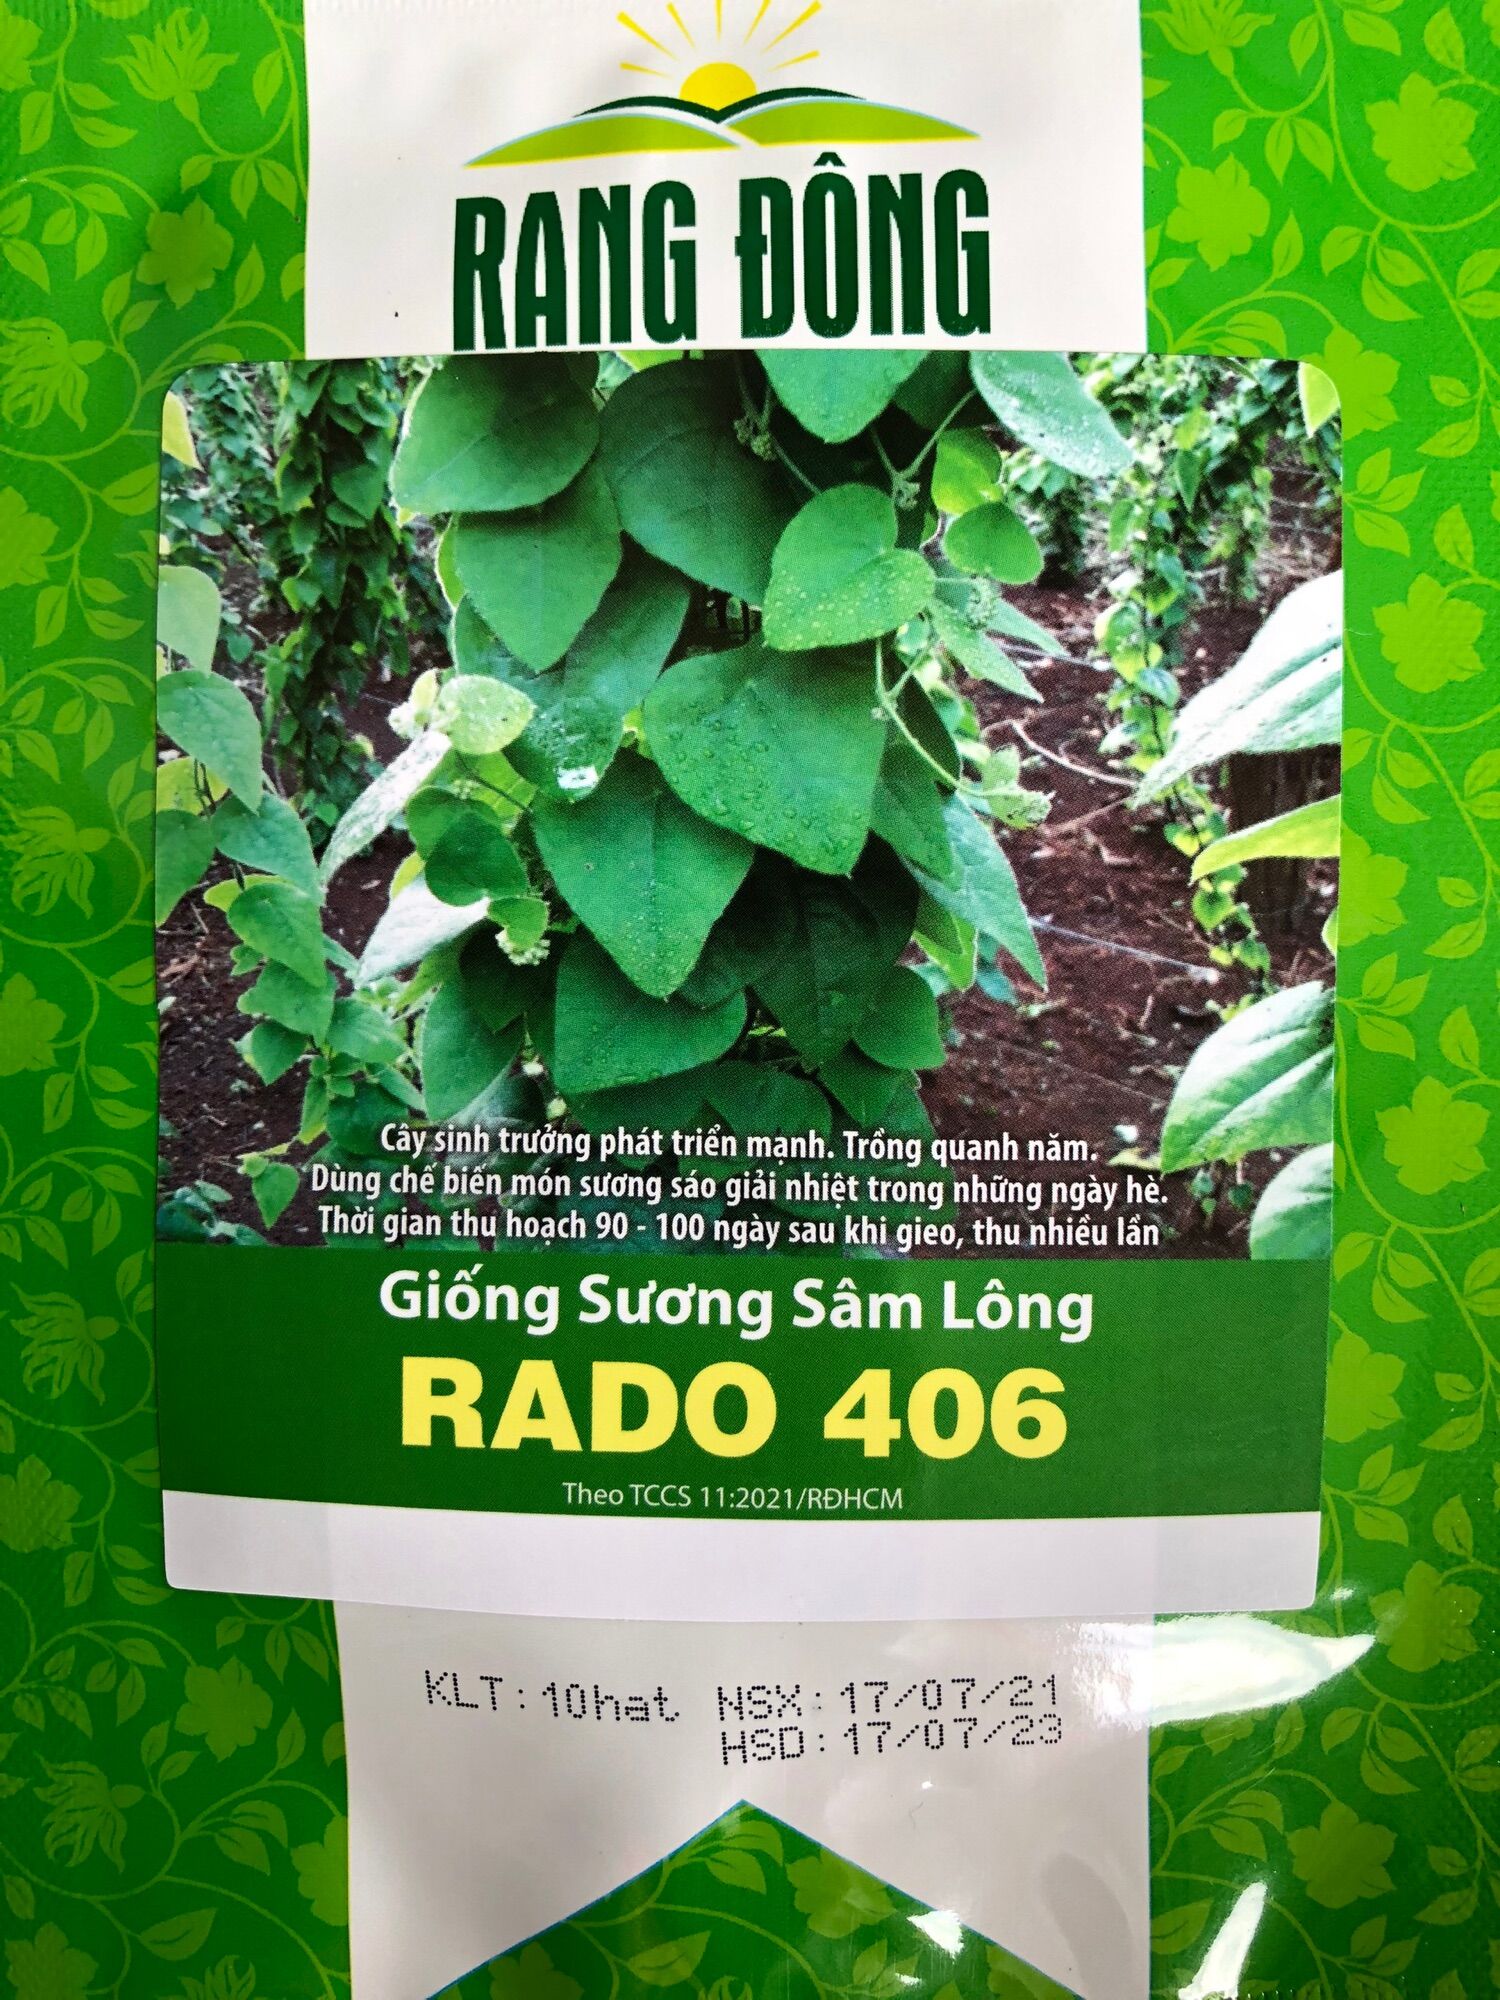 RẠNG ĐÔNG
Cây sinh trưởng phát triển mạnh. Trồng quanh năm.
Dùng chế biến món sương sáo giải nhiệt trong những ngày hè.
Thời gian thu hoạch 90 - 100 ngày sau khi gieo, thu nhiều lần
Giống Sương Sâm Lông
RADO 406
Theo TCCS 11:2021/RĐHCM
KLT:10hat NSX:17/07/21
HSD:17/07/23